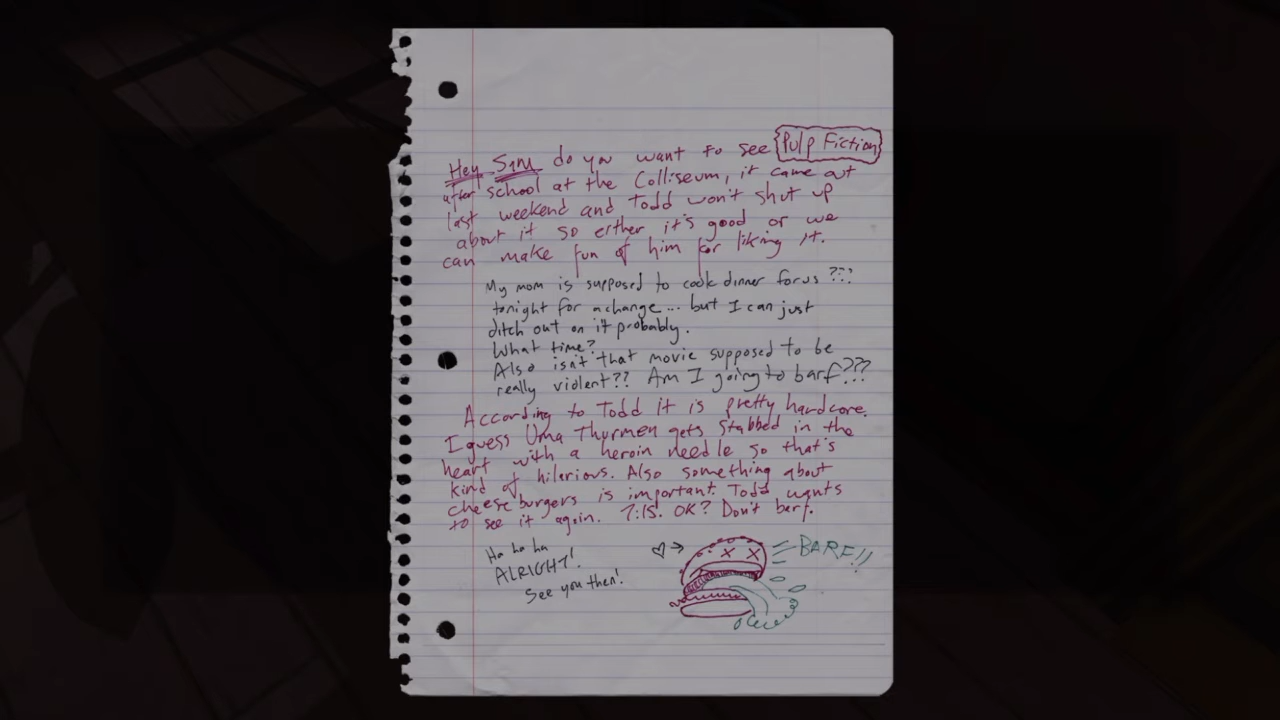 Hey SAM do you want to see Pulp Fiction
after school at the Colliseum, it came out
last weekend and Todd won't shut up
about it so either it's good or we
can make fun of him for liking it.
My mom is supposed to cook dinner for us ???
tonight for a change... but I can just
ditch out on it probably.
What time?
Also isn't that movie supposed to be
really violent?? Am I going to barf???
According to Todd it is pretty hardcore.
I guess Uma Thurmen gets stabbed in the
heart with a heroin needle so that's
kind of hilarious. Also something about
cheeseburgers is important. Todd wants
to see it again. 7:15. OK? Don't barf.
Ha ha ha
ALRIGHT!
See you then!
BARF!!